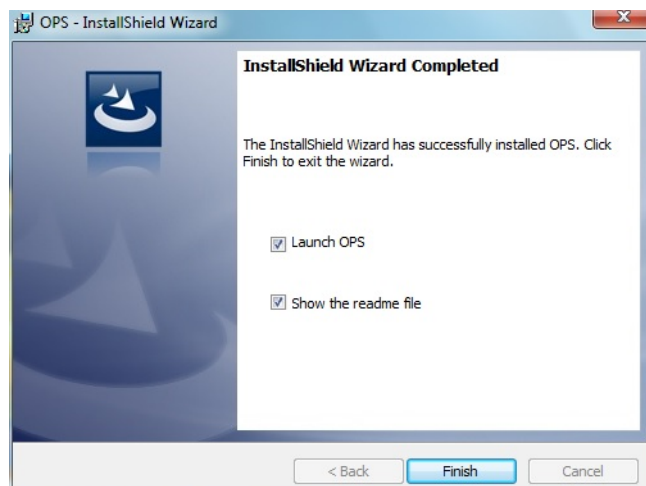 OPS - InstallShield Wizard
InstallShield Wizard Completed
The InstallShield Wizard has successfully installed OPS. Click
Finish to exit the wizard.
Launch OPS
Show the readme file
< Back
Finish
Cancel